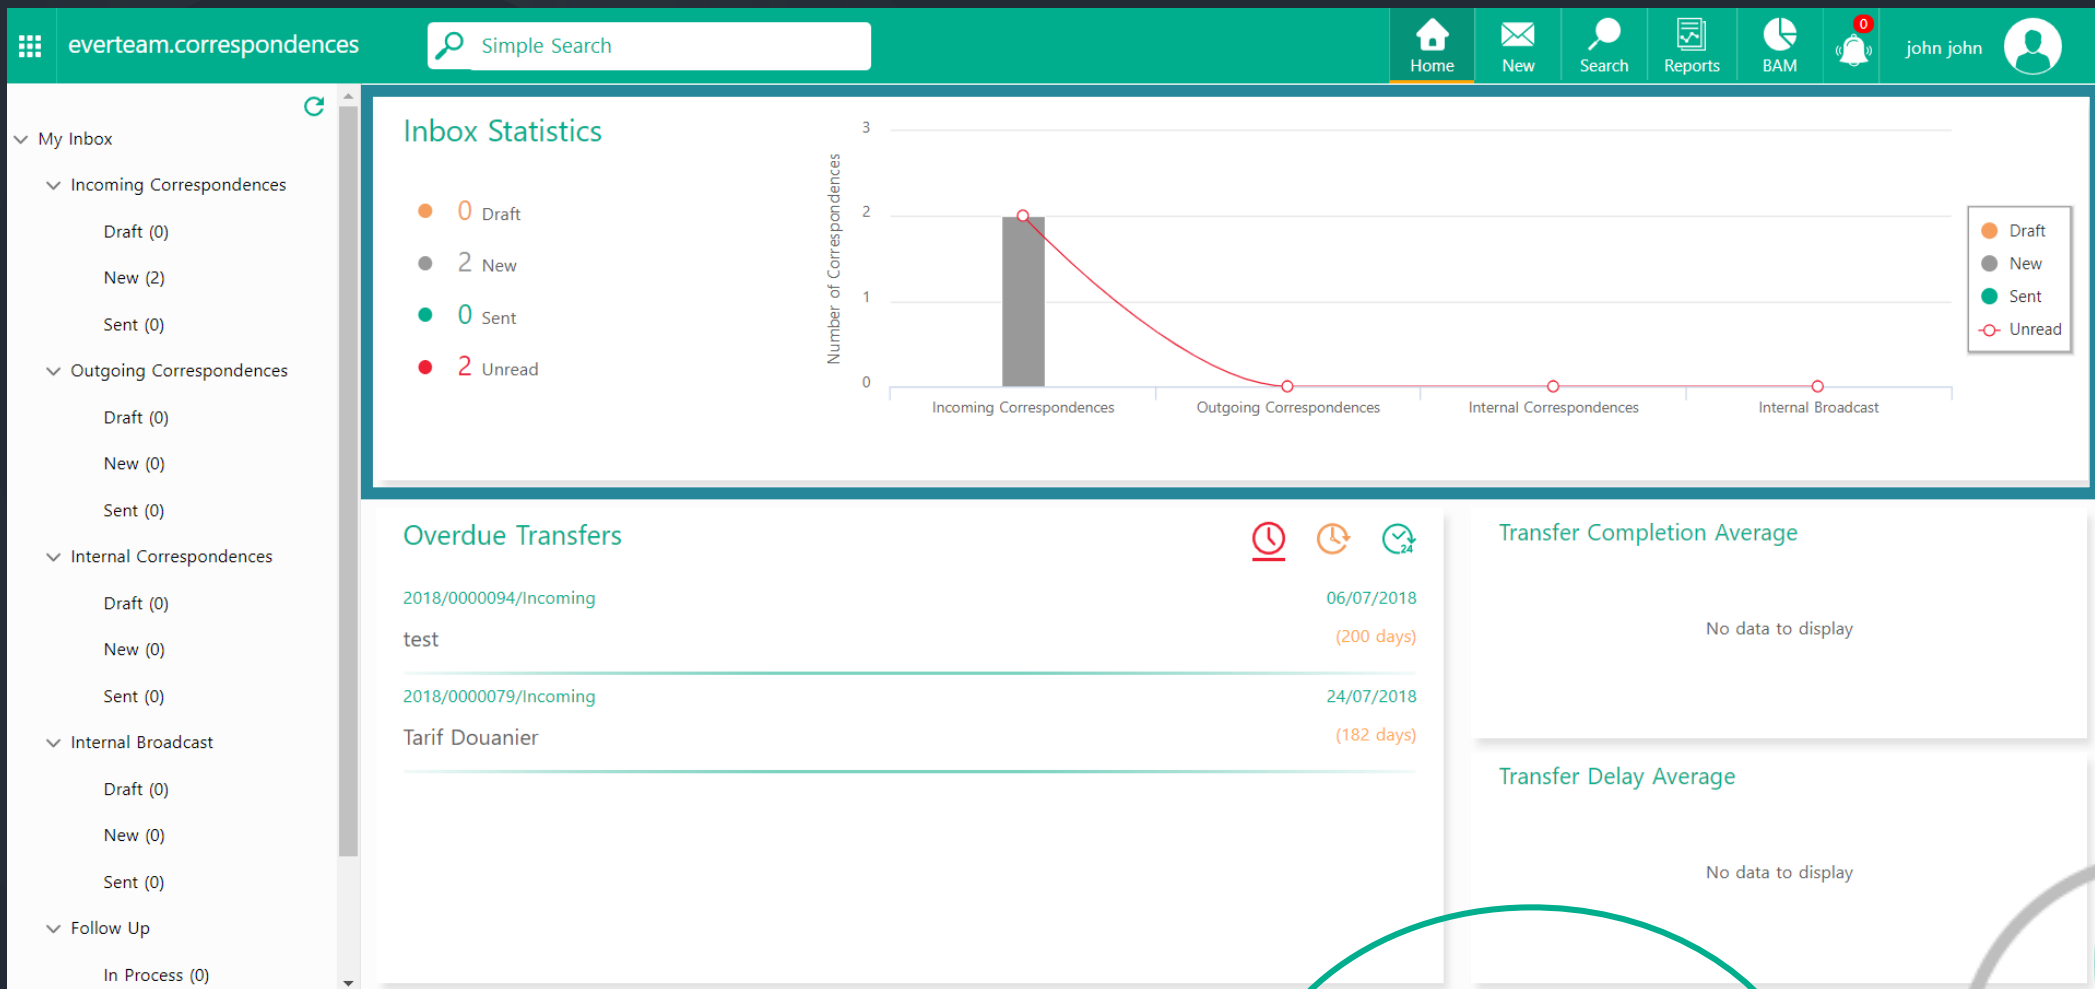 everteam.correspondences
Simple Search
Home
New
Search
Reports
BAM
0
john john
My Inbox
Incoming Correspondences
Draft (0)
New (2)
Sent (0)
Outgoing Correspondences
Draft (0)
New (0)
Sent (0)
Internal Correspondences
Draft (0)
New (0)
Sent (0)
Internal Broadcast
Draft (0)
New (0)
Sent (0)
Follow Up
In Process (0)
Inbox Statistics
0 Draft
2 New
0 Sent
2 Unread
Number of Correspondences
3
2
1
0
Incoming Correspondences
Outgoing Correspondences
Internal Correspondences
Internal Broadcast
Draft
New
Sent
Unread
Overdue Transfers
24
2018/0000094/Incoming 06/07/2018
test (200 days)
2018/0000079/Incoming 24/07/2018
Tarif Douanier (182 days)
Transfer Completion Average
No data to display
Transfer Delay Average
No data to display